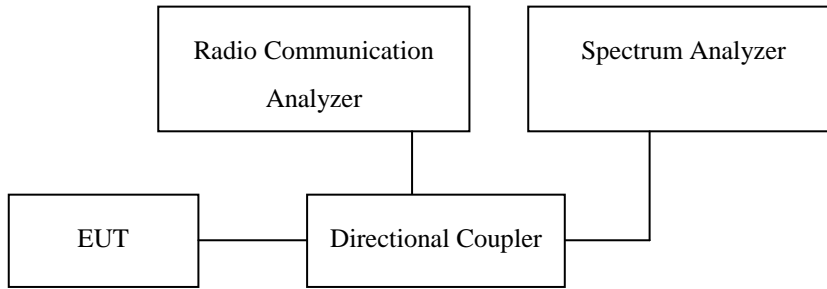 Radio Communication
Analyzer
Spectrum Analyzer
EUT
Directional Coupler